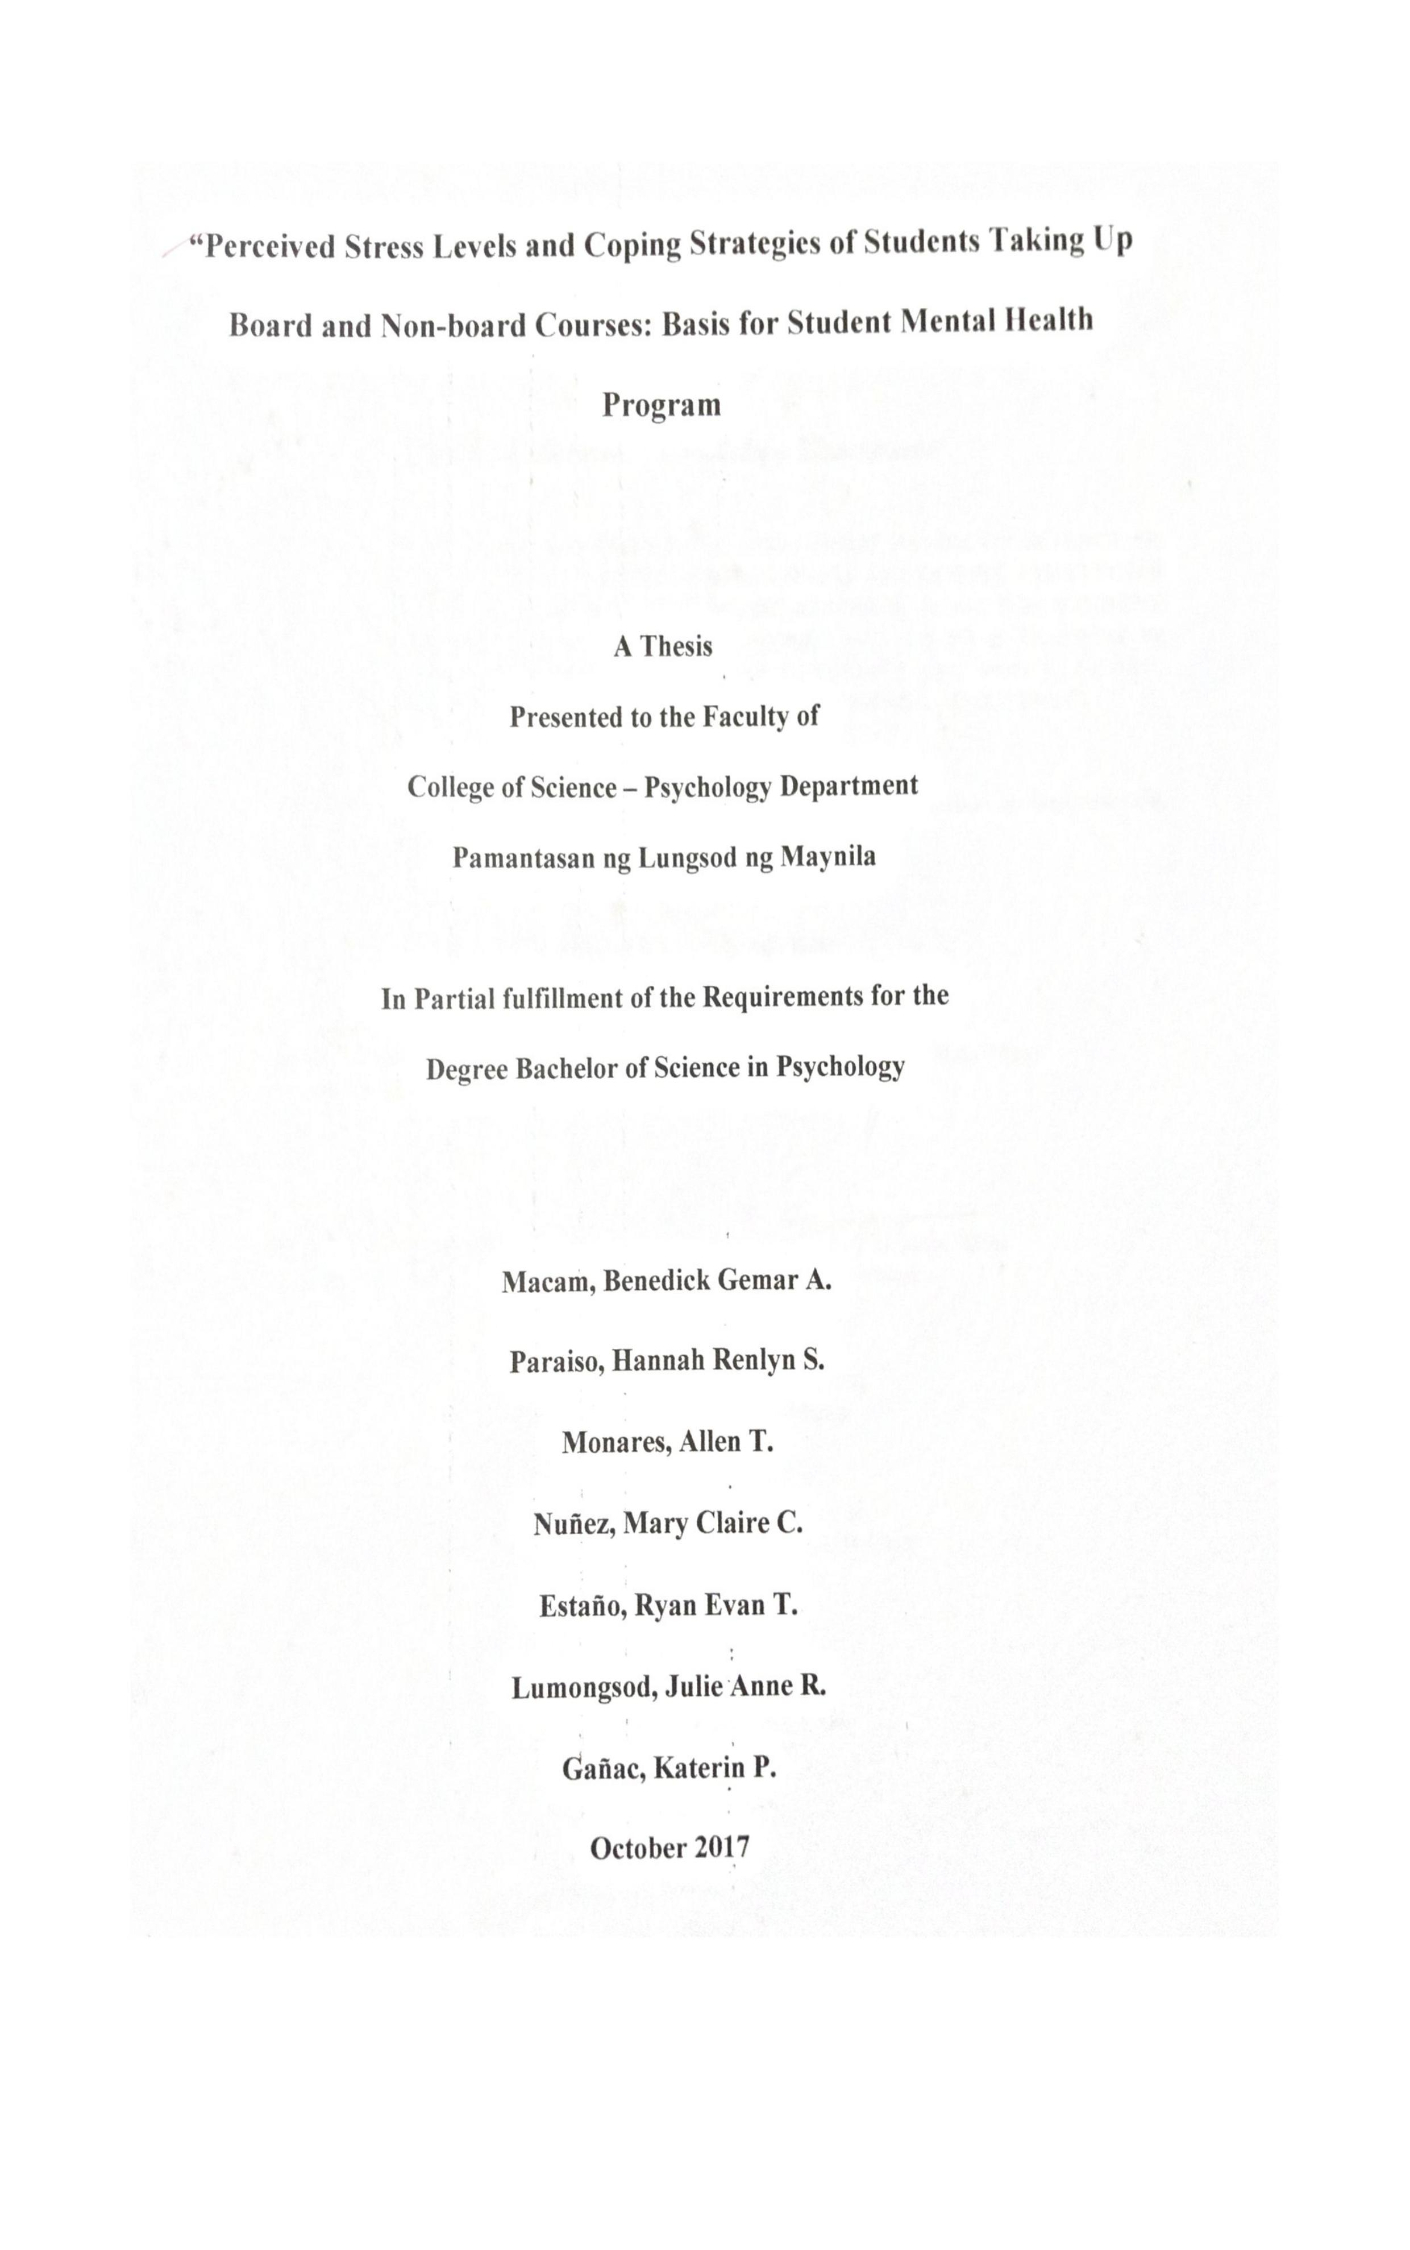 “Perceived Stress Levels and Coping Strategies of Students Taking Up
Board and Non-board Courses: Basis for Student Mental Health
Program
A Thesis
Presented to the Faculty of
College of Science – Psychology Department
Pamantasan ng Lungsod ng Maynila
In Partial fulfillment of the Requirements for the
Degree Bachelor of Science in Psychology
Macam, Benedick Gemar A.
Paraiso, Hannah Renlyn S.
Monares, Allen T.
Nuñez, Mary Claire C.
Estaño, Ryan Evan T.
Lumongsod, Julie Anne R.
Gañac, Katerin P.
October 2017